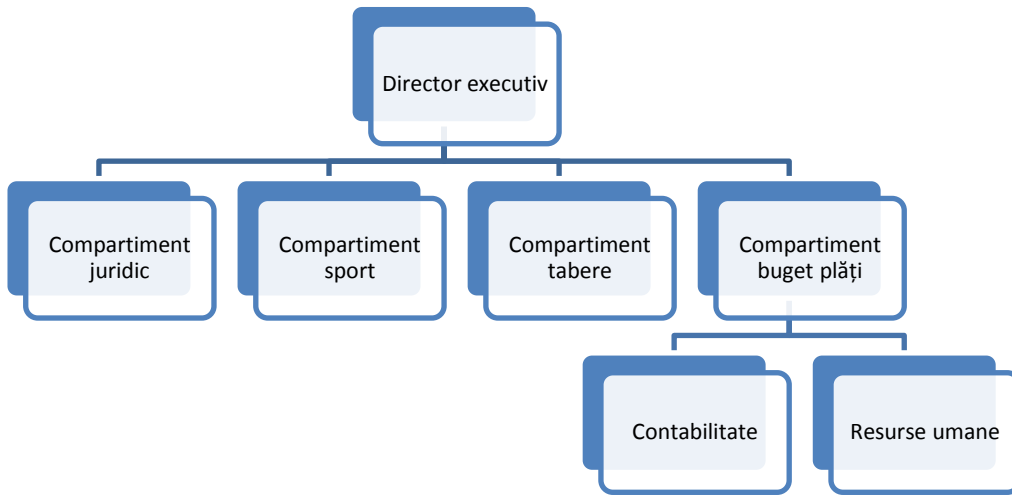 Director executiv
Compartiment
juridic
Compartiment
sport
Compartiment
tabere
Compartiment
buget plăți
Contabilitate
Resurse umane